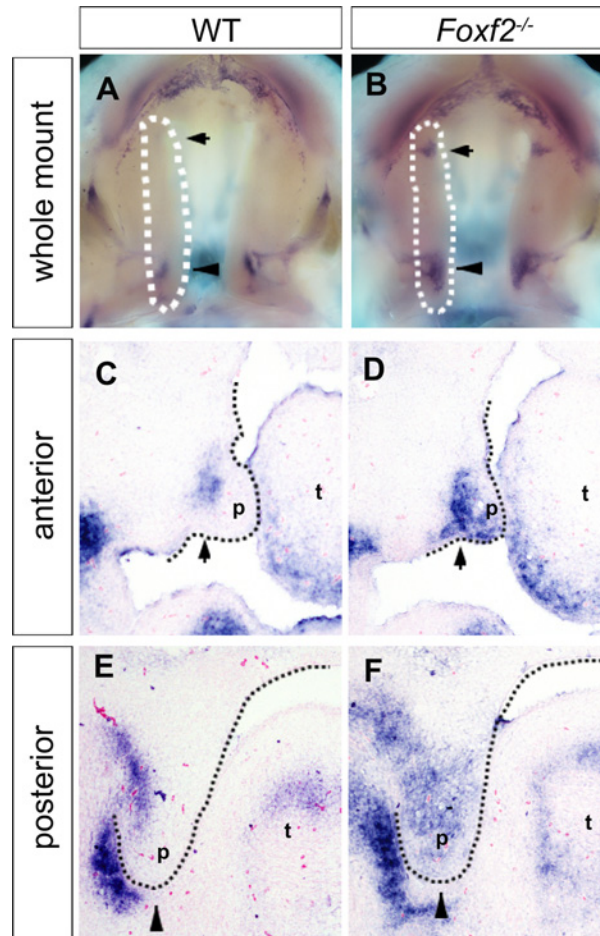 WT
Foxf2-/-
whole mount
A
B
anterior
C
p
t
D
p
t
posterior
E
p
t
F
p
t